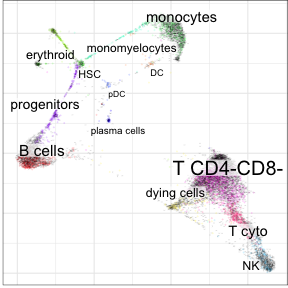 monocytes
monomyelocytes
erythroid
HSC
DC
pDC
progenitors
plasma cells
B cells
T CD4-CD8-
dying cells
T cyto
NK